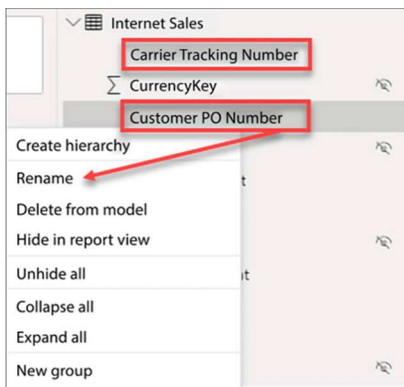 Internet Sales
Carrier Tracking Number
∑ CurrencyKey
Customer PO Number
Create hierarchy
Rename
t
Delete from model
Hide in report view
Unhide all
t
Collapse all
Expand all
New group